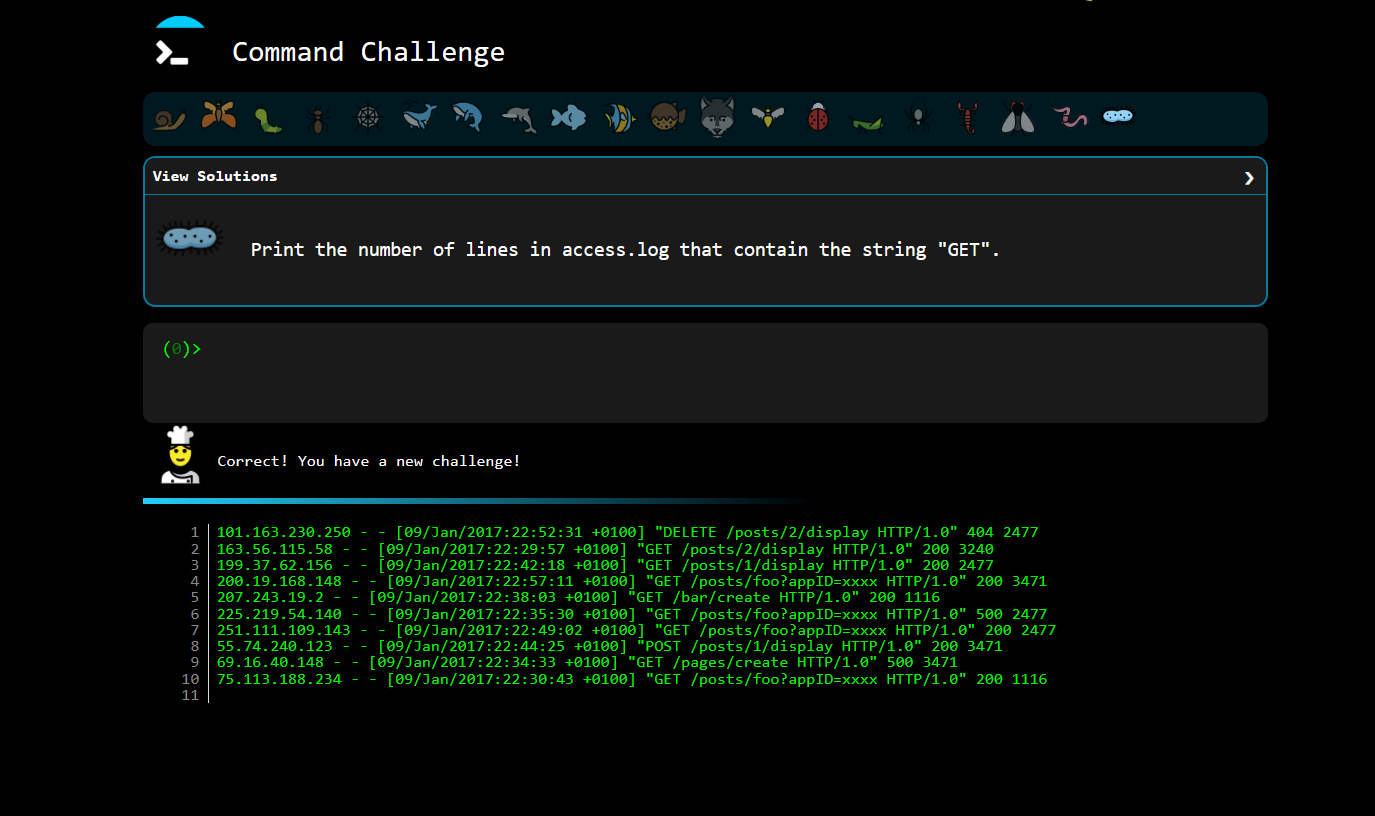 Command Challenge
View Solutions
Print the number of lines in access.log that contain the string "GET".
(0)>
Correct! You have a new challenge!
1 101.163.230.250 - - [09/Jan/2017:22:52:31 +0100] "DELETE /posts/2/display HTTP/1.0" 404 2477
2 163.56.115.58 - - [09/Jan/2017:22:29:57 +0100] "GET /posts/2/display HTTP/1.0" 200 3240
3 199.37.62.156 - - [09/Jan/2017:22:42:18 +0100] "GET /posts/1/display HTTP/1.0" 200 2477
4 200.19.168.148 - - [09/Jan/2017:22:57:11 +0100] "GET /posts/foo?appID=xxxx HTTP/1.0" 200 3471
5 207.243.19.2 - - [09/Jan/2017:22:38:03 +0100] "GET /bar/create HTTP/1.0" 200 1116
6 225.219.54.140 - - [09/Jan/2017:22:35:30 +0100] "GET /posts/foo?appID=xxxx HTTP/1.0" 500 2477
7 251.111.109.143 - - [09/Jan/2017:22:49:02 +0100] "GET /posts/foo?appID=xxxx HTTP/1.0" 200 2477
8 55.74.240.123 - - [09/Jan/2017:22:44:25 +0100] "POST /posts/1/display HTTP/1.0" 200 3471
9 69.16.40.148 - - [09/Jan/2017:22:34:33 +0100] "GET /pages/create HTTP/1.0" 500 3471
10 75.113.188.234 - - [09/Jan/2017:22:30:43 +0100] "GET /posts/foo?appID=xxxx HTTP/1.0" 200 1116
11